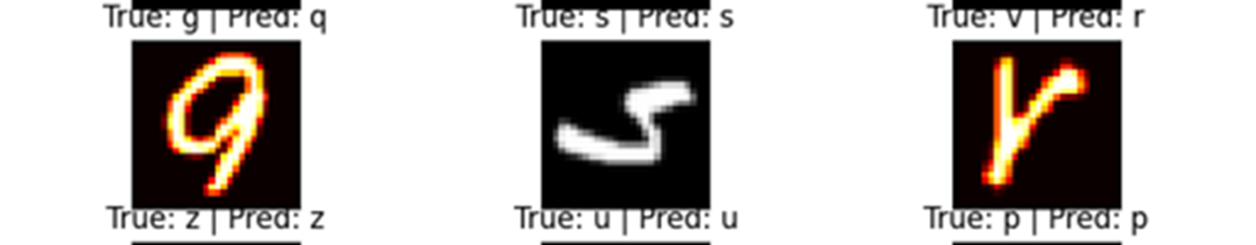 True: g | Pred: q
True: s | Pred: s
True: v | Pred: r
True: z | Pred: z
True: u | Pred: u
True: p | Pred: p